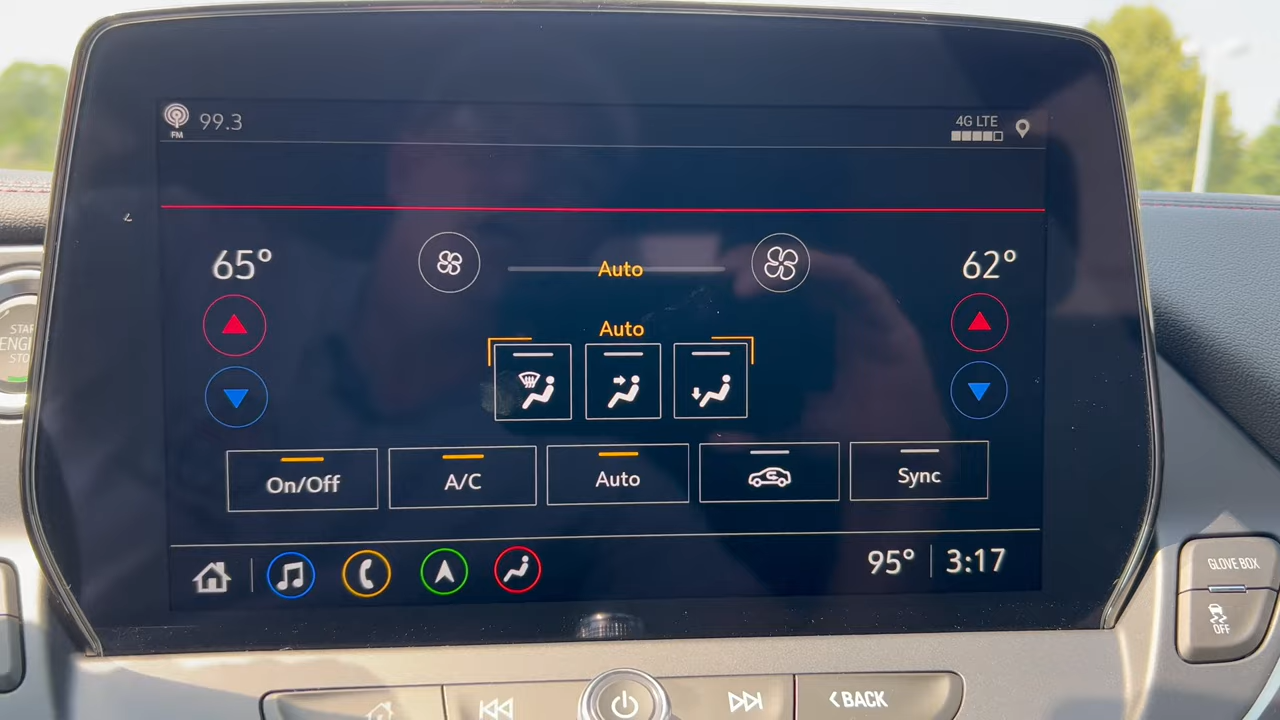 FM
99.3
4G LTE
65°
Auto
62°
Auto
On/Off
A/C
Auto
Sync
95°
3:17
GLOVE BOX
OFF
BACK